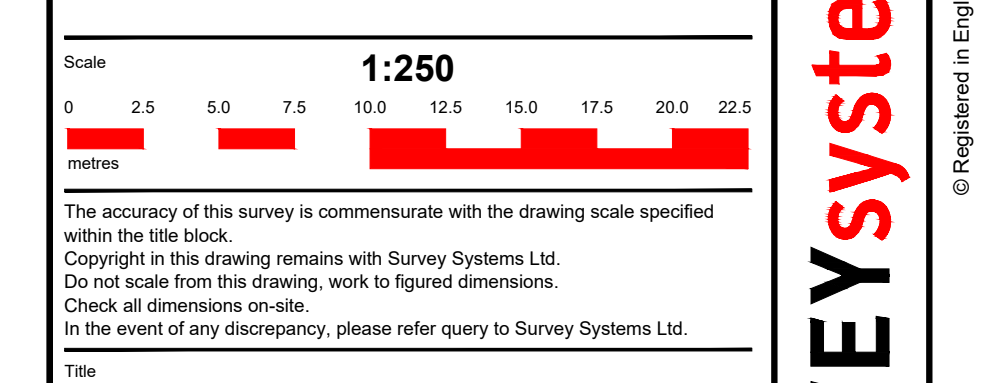 Scale
1:250
0 2.5 5.0 7.5 10.0 12.5 15.0 17.5 20.0 22.5
metres
The accuracy of this survey is commensurate with the drawing scale specified
within the title block.
Copyright in this drawing remains with Survey Systems Ltd.
Do not scale from this drawing, work to figured dimensions.
Check all dimensions on-site.
In the event of any discrepancy, please refer query to Survey Systems Ltd.
Title
EYsyste
© Registered in Engl